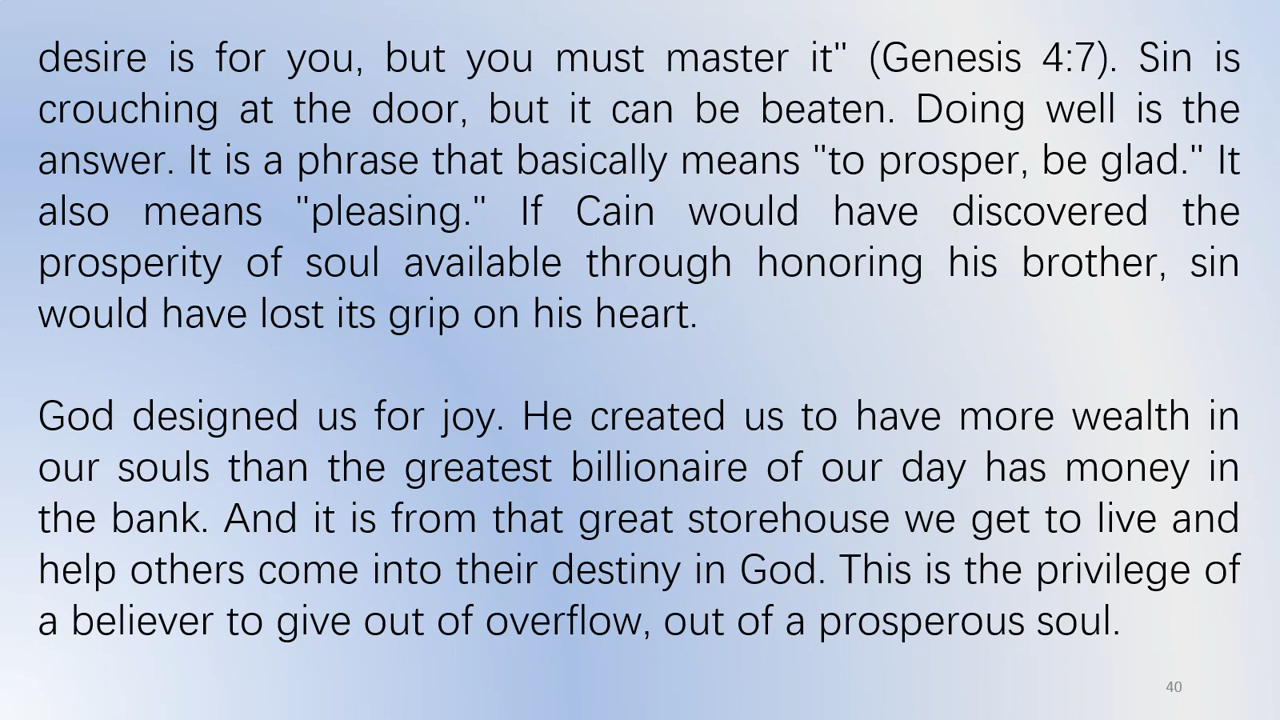 desire is for you, but you must master it" (Genesis 4:7). Sin is
crouching at the door, but it can be beaten. Doing well is the
answer. It is a phrase that basically means "to prosper, be glad." It
also means "pleasing." If Cain would have discovered the
prosperity of soul available through honoring his brother, sin
would have lost its grip on his heart.
God designed us for joy. He created us to have more wealth in
our souls than the greatest billionaire of our day has money in
the bank. And it is from that great storehouse we get to live and
help others come into their destiny in God. This is the privilege of
a believer to give out of overflow, out of a prosperous soul.
40